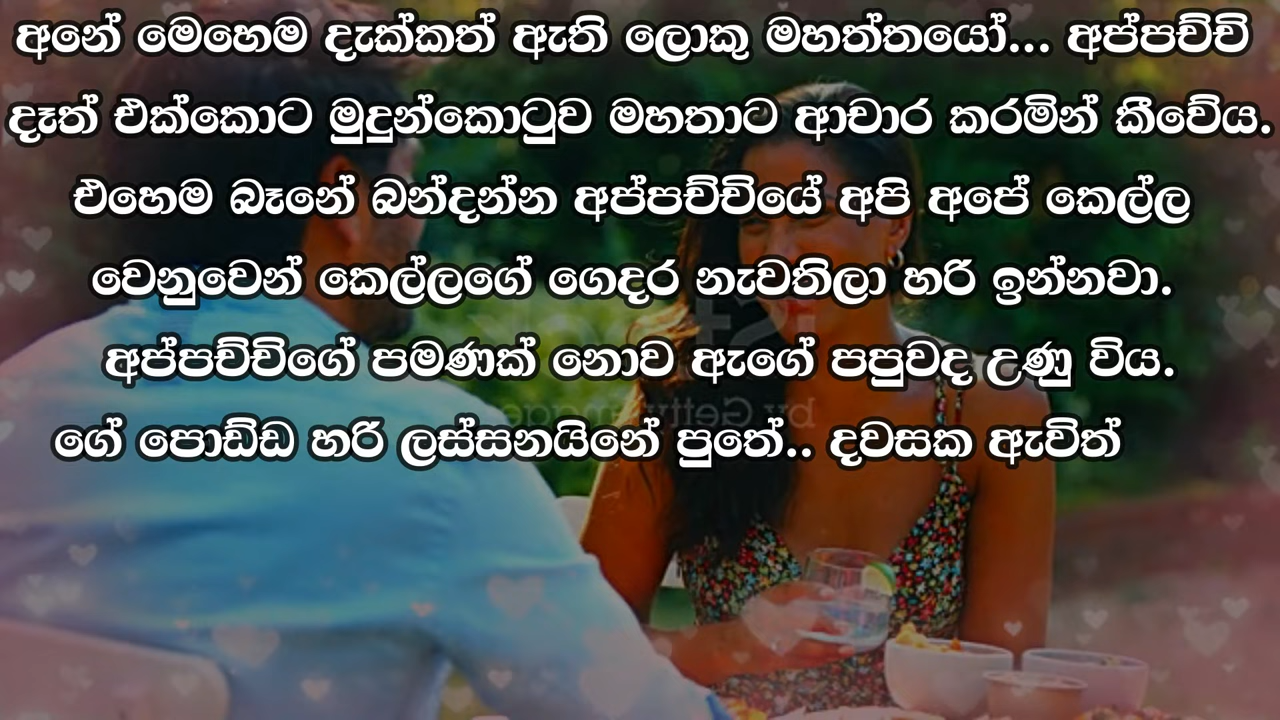 අනේ මෙහෙම දැක්කත් ඇති ලොකු මහත්තයෝ... අප්පච්චි
දෑත් එක්කොට මුදුන්කොටුව මහතාට ආචාර කරමින් කීවේය.
එහෙම බෑනේ බන්දන්න අප්පච්චියේ අපි අපේ කෙල්ල
වෙනුවෙන් කෙල්ලගේ ගෙදර නැවතිලා හරි ඉන්නවා.
අප්පච්චිගේ පමණක් නොව ඇගේ පපුවද උණු විය.
ගේ පොඩ්ඩ හරි ලස්සනයිනේ පුතේ.. දවසක ඇවිත්